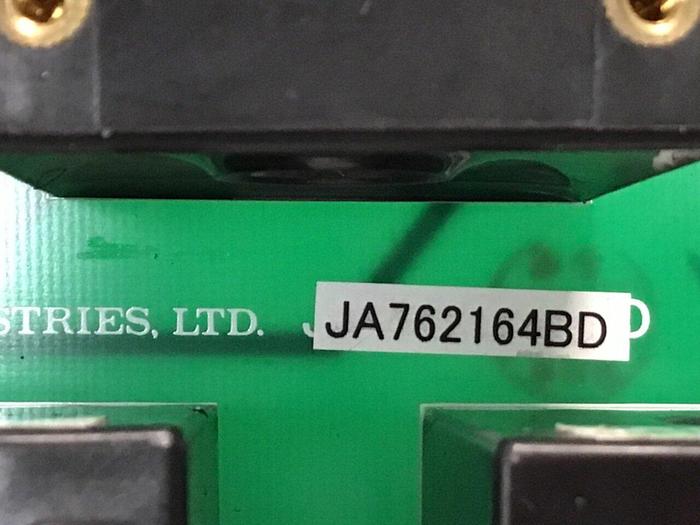 STRIES, LTD. JA762164BD D